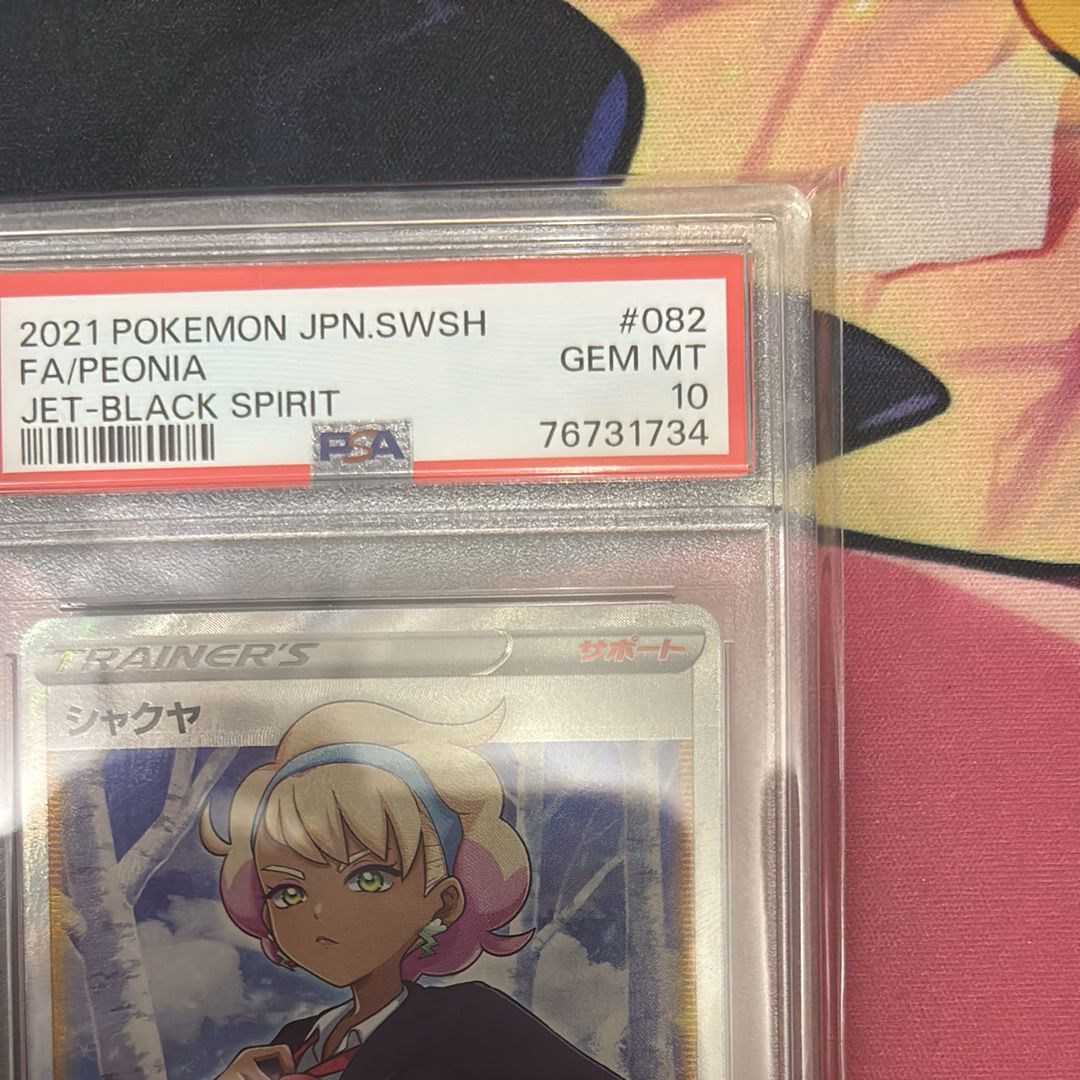 2021 POKEMON JPN.SWSH #082
FA/PEONIA GEM MT
JET-BLACK SPIRIT 10
PSA 76731734
TRAINER'S サポート
シャクヤ